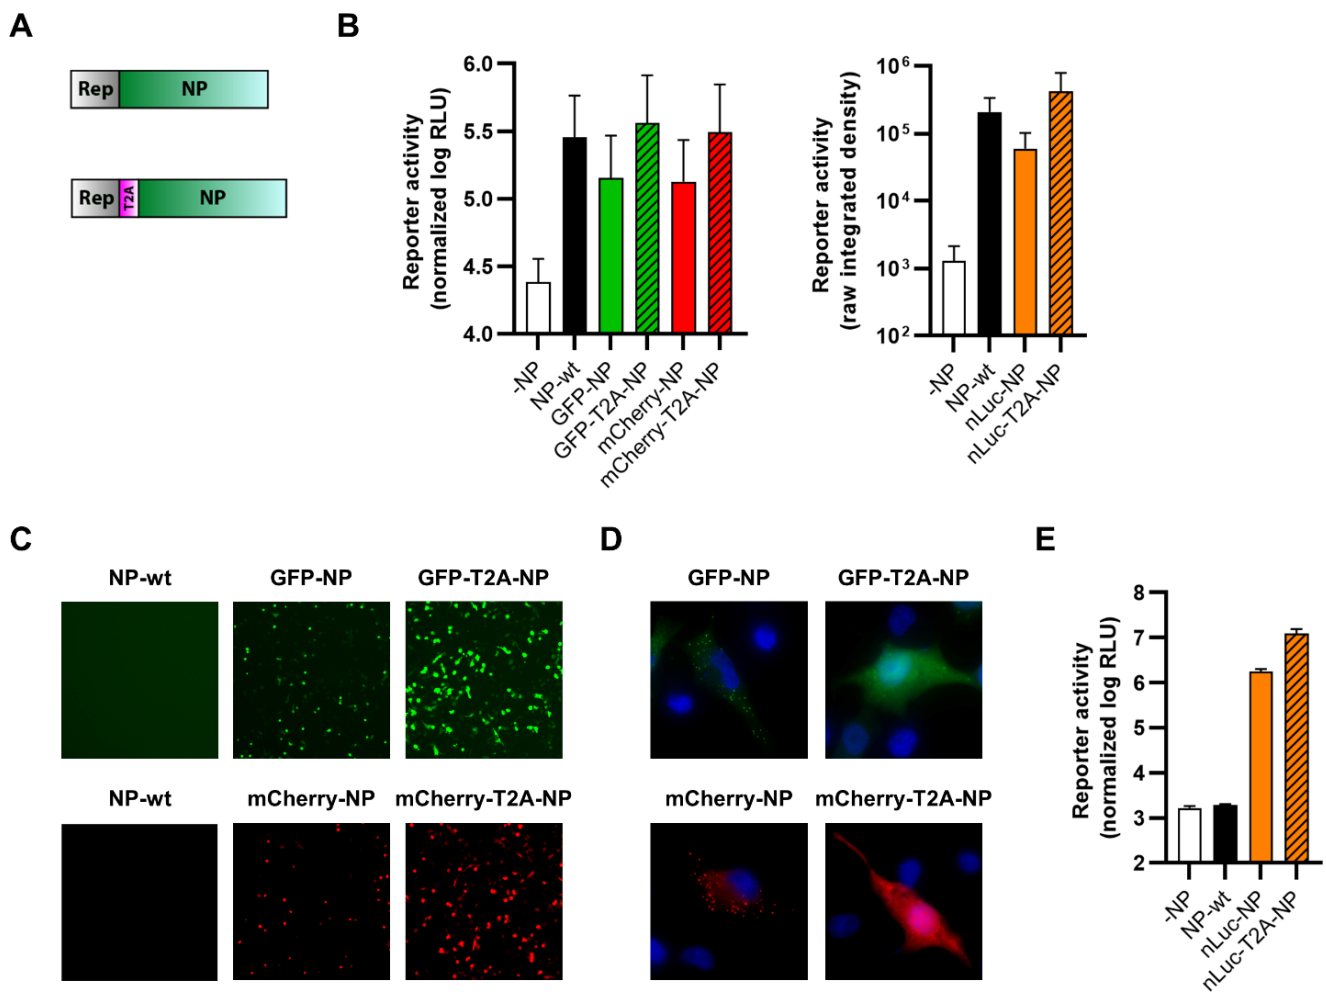 A
Rep NP
Rep T2A NP
B
Reporter activity
(normalized log RLU)
6.0
5.5
5.0
4.5
4.0
-NP
NP-wt
GFP-NP
GFP-T2A-NP
mCherry-NP
mCherry-T2A-NP
Reporter activity
(raw integrated density)
10⁶
10⁵
10⁴
10³
10²
-NP
NP-wt
nLuc-NP
nLuc-T2A-NP
C
NP-wt GFP-NP GFP-T2A-NP
NP-wt mCherry-NP mCherry-T2A-NP
D
GFP-NP GFP-T2A-NP
mCherry-NP mCherry-T2A-NP
E
Reporter activity
(normalized log RLU)
8
7
6
5
4
3
2
-NP
NP-wt
nLuc-NP
nLuc-T2A-NP